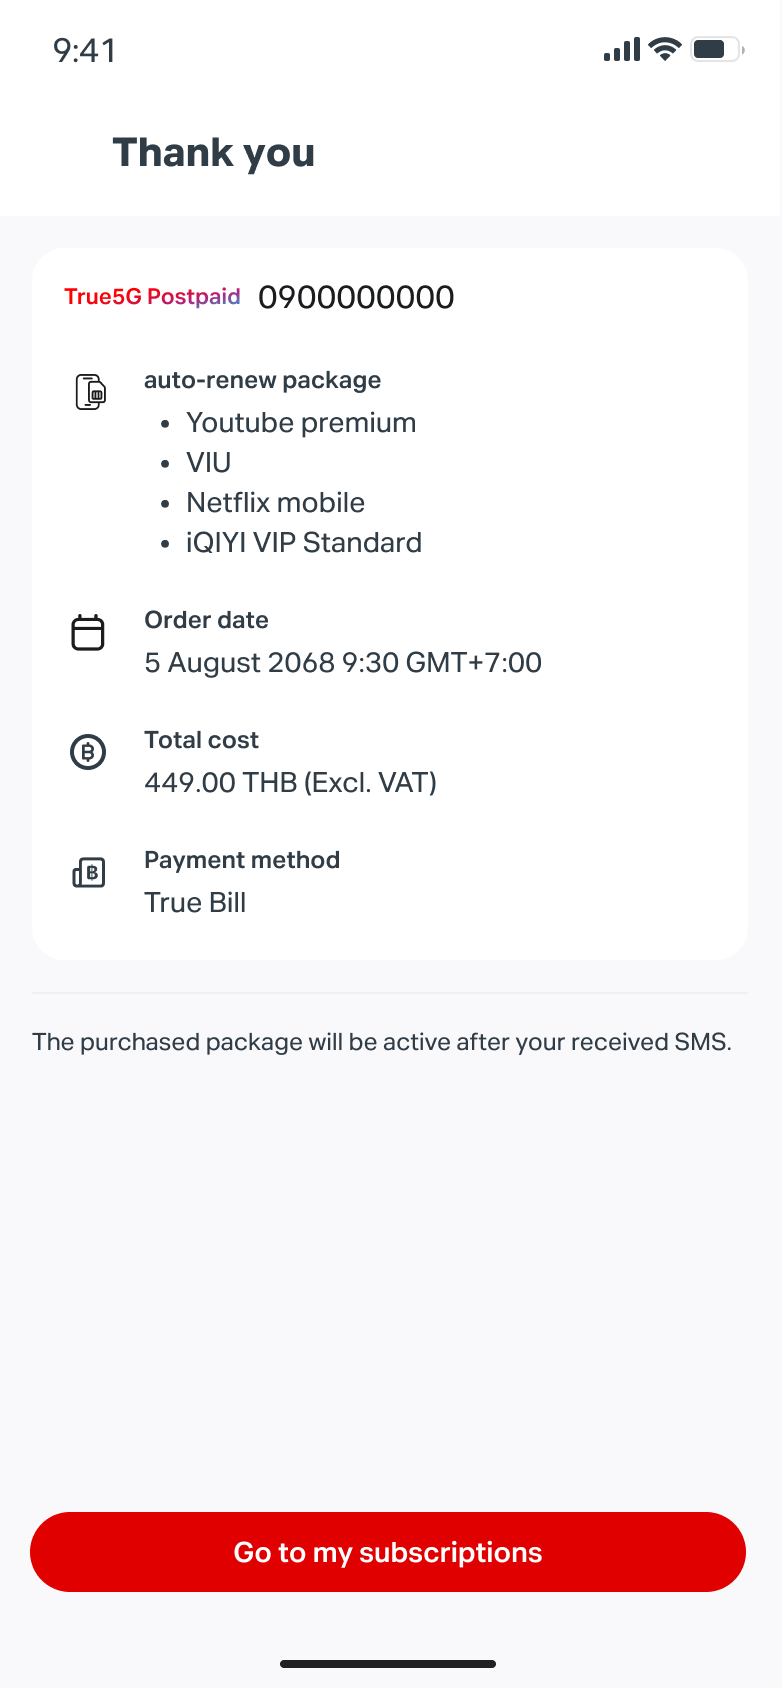 9:41
Thank you
True5G Postpaid 0900000000
auto-renew package
• Youtube premium
• VIU
• Netflix mobile
• iQIYI VIP Standard
Order date
5 August 2068 9:30 GMT+7:00
Total cost
449.00 THB (Excl. VAT)
Payment method
True Bill
The purchased package will be active after your received SMS.
Go to my subscriptions